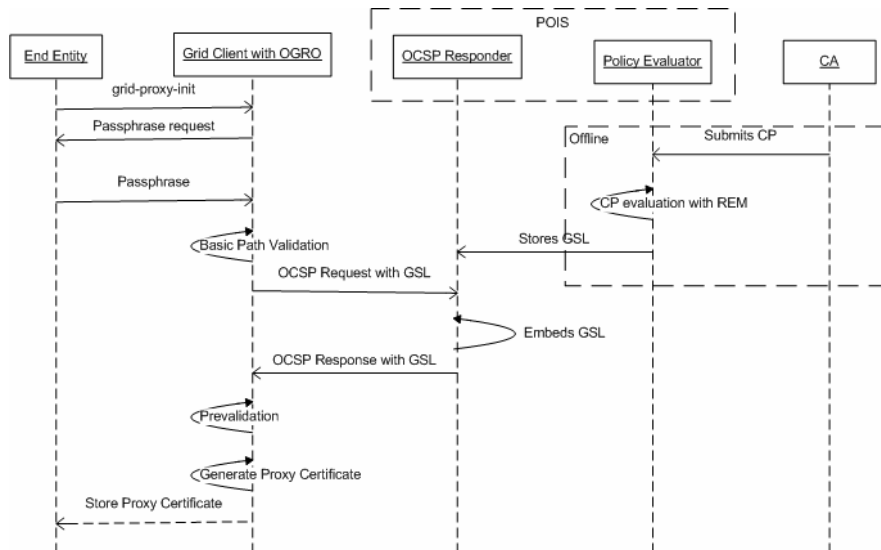 POIS
End Entity
Grid Client with OGRO
OCSP Responder
Policy Evaluator
CA
grid-proxy-init
Passphrase request
Offline
Submits CP
Passphrase
CP evaluation with REM
Basic Path Validation
Stores GSL
OCSP Request with GSL
Embeds GSL
OCSP Response with GSL
Prevalidation
Generate Proxy Certificate
Store Proxy Certificate